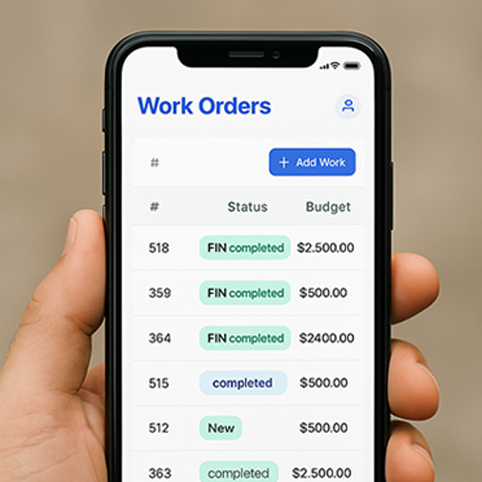 Work Orders
# + Add Work
# Status Budget
518 FIN completed $2.500.00
359 FIN completed $500.00
364 FIN completed $2400.00
515 completed $500.00
512 New $500.00
363 completed $2.500.00